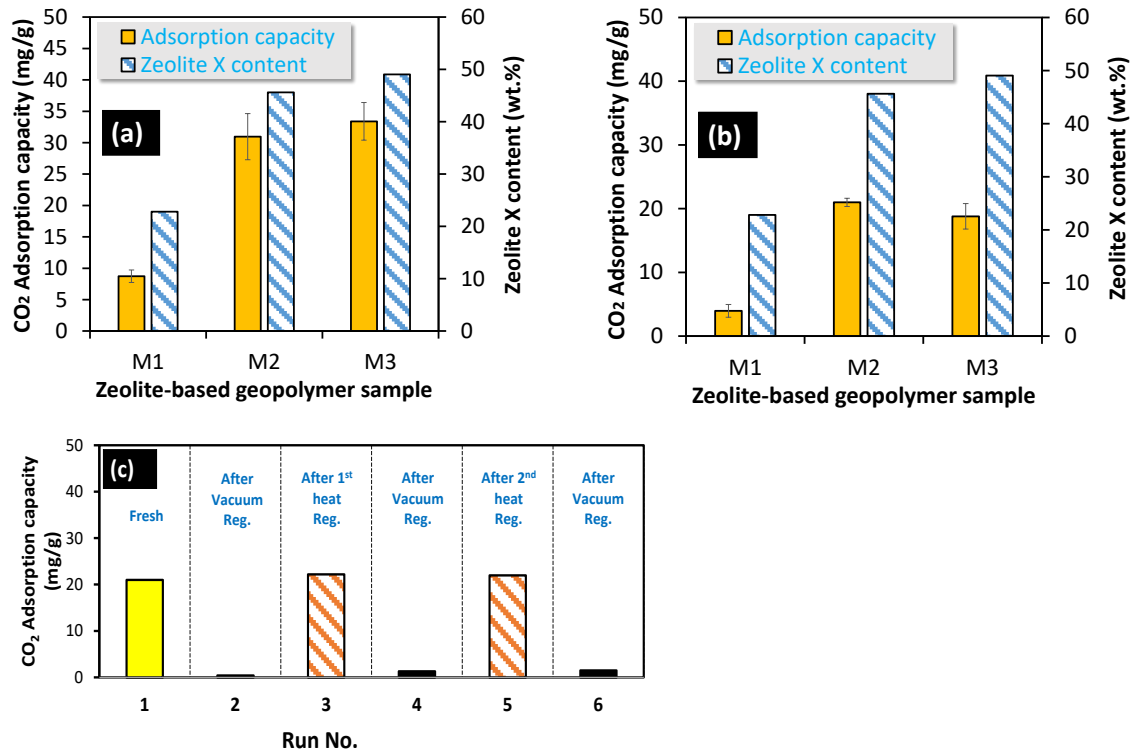 (a)
Adsorption capacity
Zeolite X content
CO₂ Adsorption capacity (mg/g)
50
45
40
35
30
25
20
15
10
5
0
Zeolite X content (wt.%)
60
50
40
30
20
10
0
M1 M2 M3
Zeolite-based geopolymer sample
(b)
Adsorption capacity
Zeolite X content
CO₂ Adsorption capacity (mg/g)
50
40
30
20
10
0
Zeolite X content (wt.%)
60
50
40
30
20
10
0
M1 M2 M3
Zeolite-based geopolymer sample
(c)
CO₂ Adsorption capacity
(mg/g)
50
40
30
20
10
0
Fresh
After
Vacuum
Reg.
After 1st
heat
Reg.
After
Vacuum
Reg.
After 2nd
heat
Reg.
After
Vacuum
Reg.
1 2 3 4 5 6
Run No.